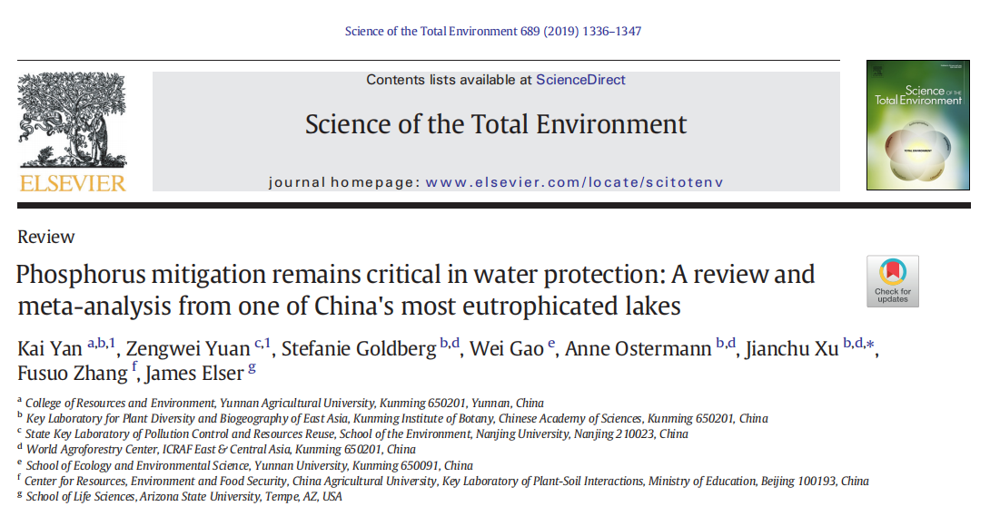 Science of the Total Environment 689 (2019) 1336–1347
Contents lists available at ScienceDirect
Science of the Total Environment
journal homepage: www.elsevier.com/locate/scitotenv
ELSEVIER
Science OF THE
Total Environment
TOTAL ENVIRONMENT
Review
Phosphorus mitigation remains critical in water protection: A review and
meta-analysis from one of China's most eutrophicated lakes
Check for
updates
Kai Yan a,b,1, Zengwei Yuan c,1, Stefanie Goldberg b,d, Wei Gao e, Anne Ostermann b,d, Jianchu Xu b,d,*,
Fusuo Zhang f, James Elser g
a College of Resources and Environment, Yunnan Agricultural University, Kunming 650201, Yunnan, China
b Key Laboratory for Plant Diversity and Biogeography of East Asia, Kunming Institute of Botany, Chinese Academy of Sciences, Kunming 650201, China
c State Key Laboratory of Pollution Control and Resources Reuse, School of the Environment, Nanjing University, Nanjing 210023, China
d World Agroforestry Center, ICRAF East & Central Asia, Kunming 650201, China
e School of Ecology and Environmental Science, Yunnan University, Kunming 650091, China
f Center for Resources, Environment and Food Security, China Agricultural University, Key Laboratory of Plant-Soil Interactions, Ministry of Education, Beijing 100193, China
g School of Life Sciences, Arizona State University, Tempe, AZ, USA